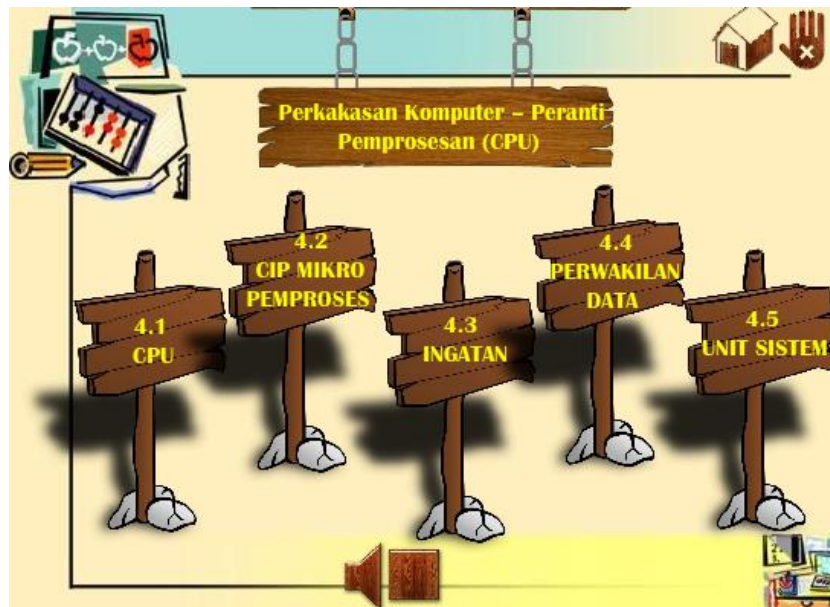 Perkakasan Komputer – Peranti
Pemprosesan (CPU)
4.1
CPU
4.2
CIP MIKRO
PEMPROSES
4.3
INGATAN
4.4
PERWAKILAN
DATA
4.5
UNIT SISTEM